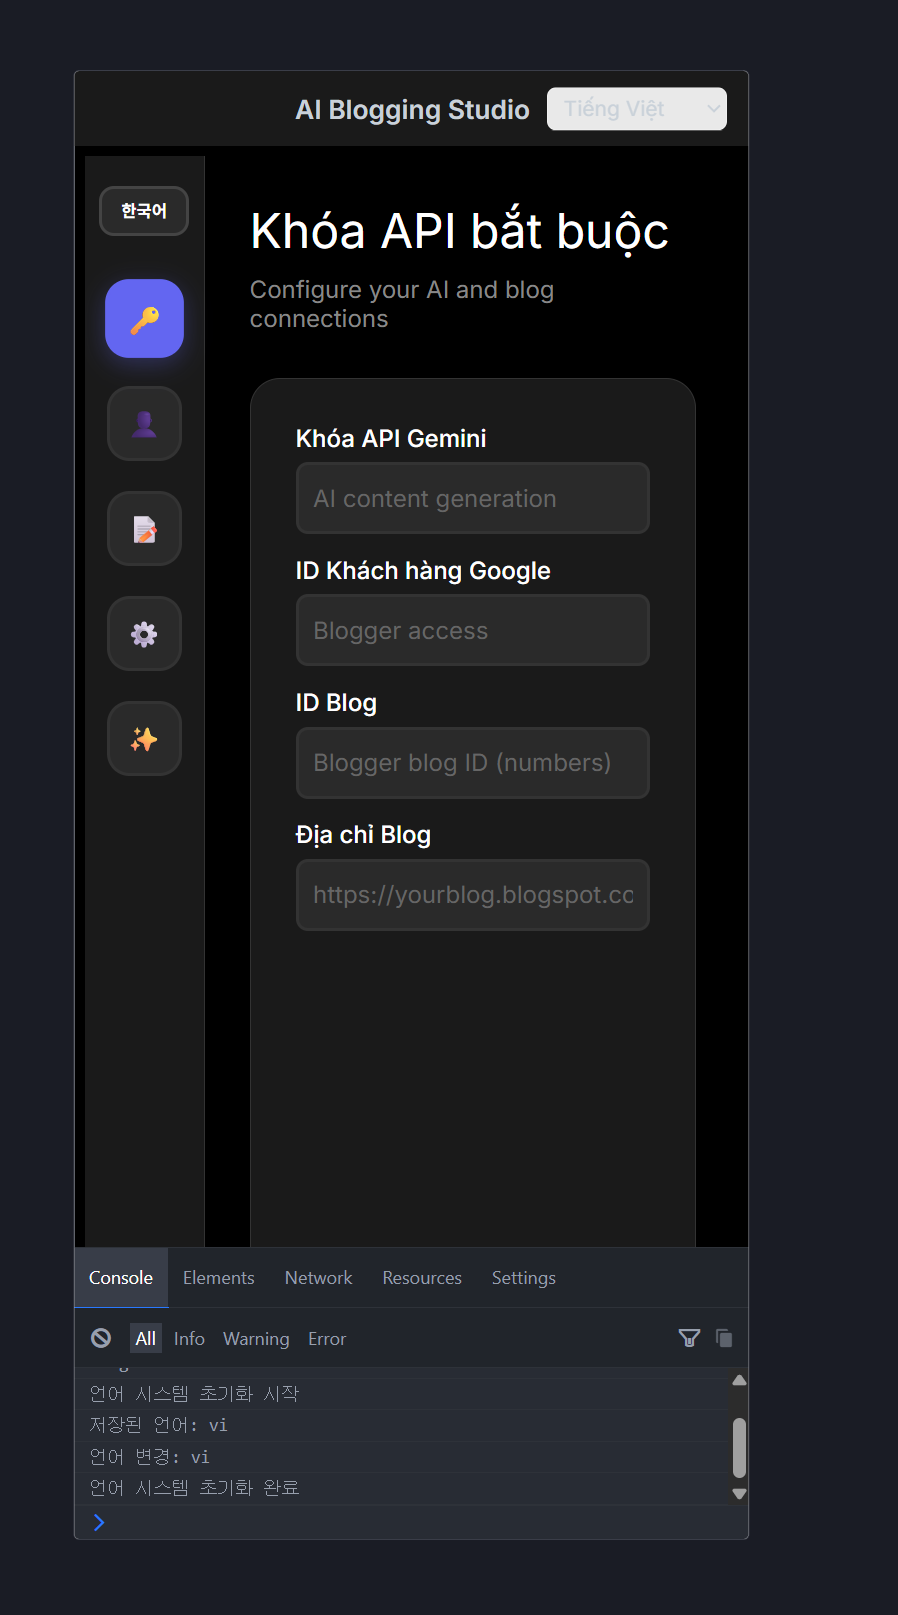 AI Blogging Studio
Tiếng Việt
한국어
Khóa API bắt buộc
Configure your AI and blog
connections
Khóa API Gemini
AI content generation
ID Khách hàng Google
Blogger access
ID Blog
Blogger blog ID (numbers)
Địa chỉ Blog
https://yourblog.blogspot.co
Console Elements Network Resources Settings
All Info Warning Error
언어 시스템 초기화 시작
저장된 언어: vi
언어 변경: vi
언어 시스템 초기화 완료